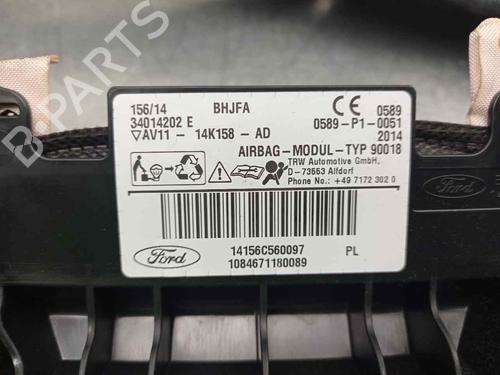 156/14 BHJFA CE 0589
34014202 E 0589-P1-0051
▽AV11 - 14K158 - AD 2014
AIRBAG-MODUL-TYP 90018
TRW Automotive GmbH,
D - 73553 Alfdorf
Phone No.: +49 7172 302 0
Ford
14156C560097 PL
1084671180089
Ford
B-PARTS